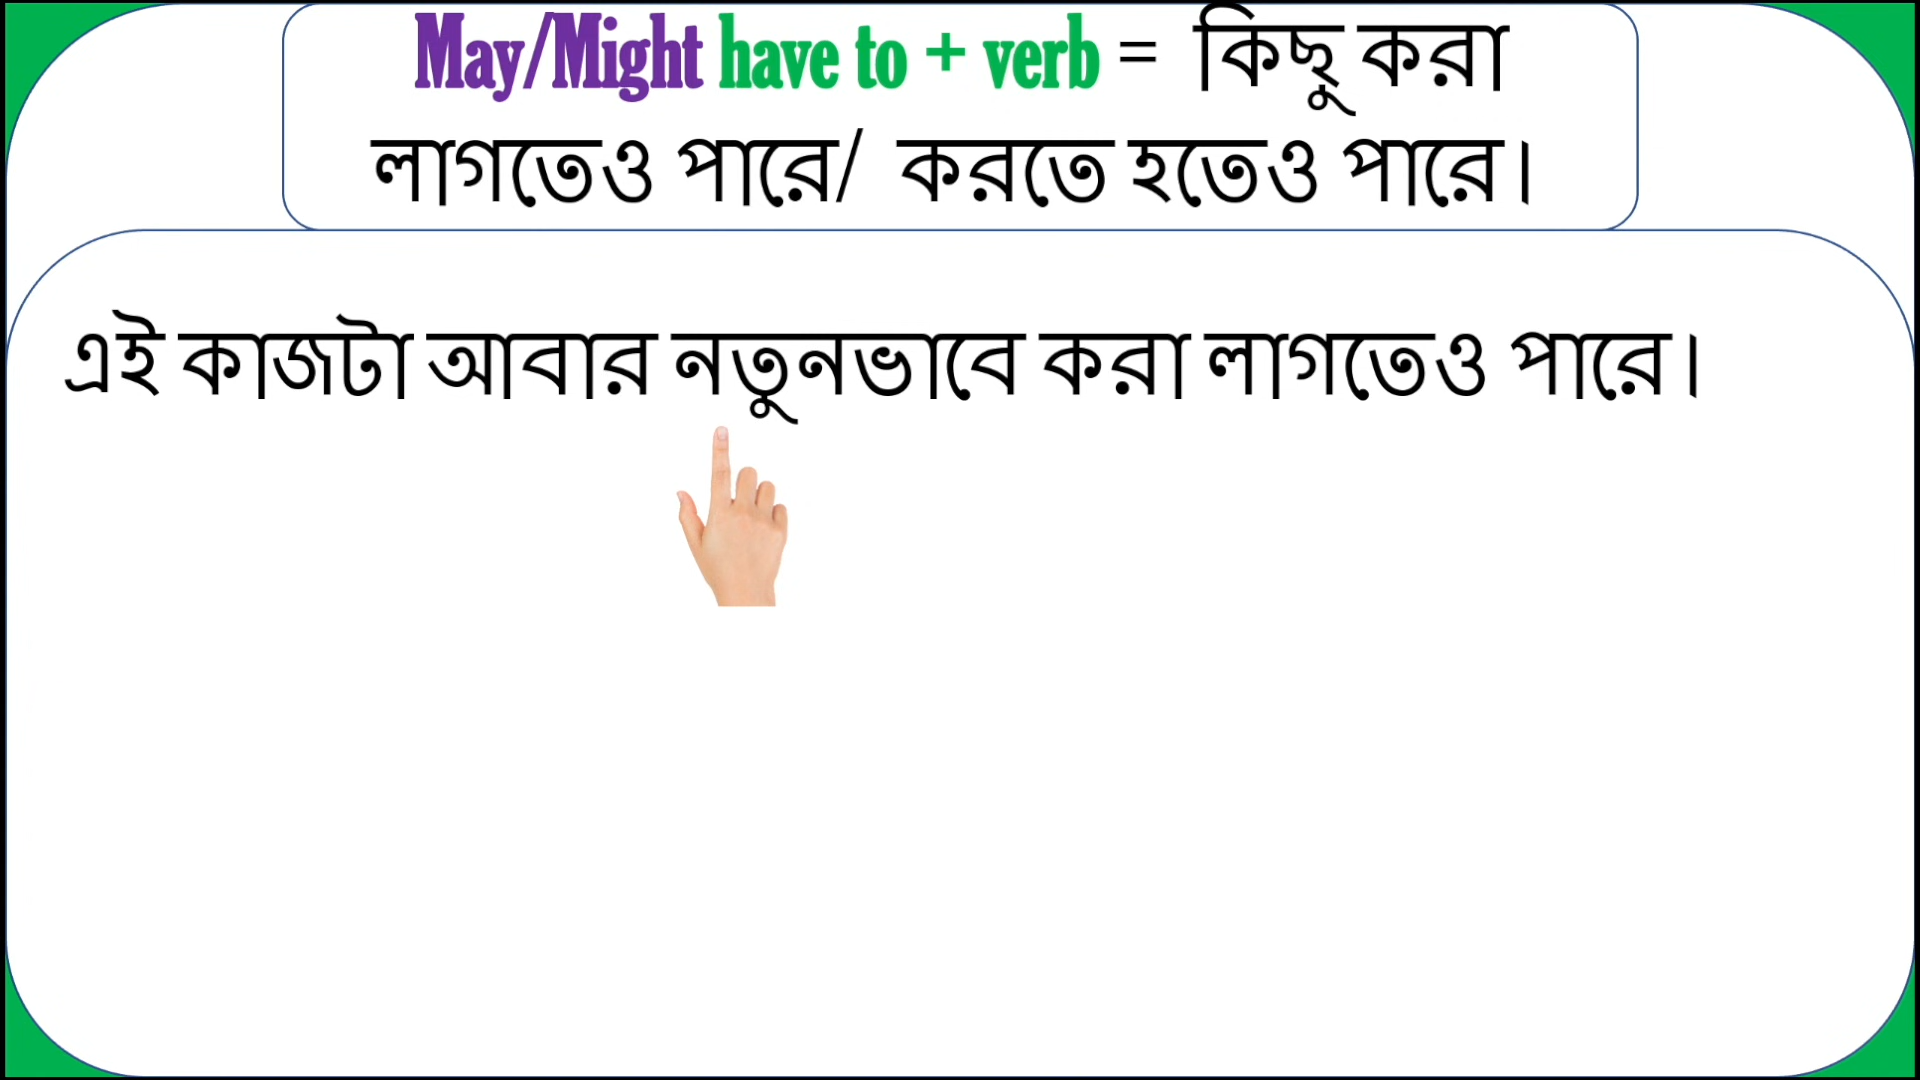 May/Might have to + verb = কিছু করা
লাগতেও পারে/ করতে হতেও পারে।
এই কাজটা আবার নতুনভাবে করা লাগতেও পারে।